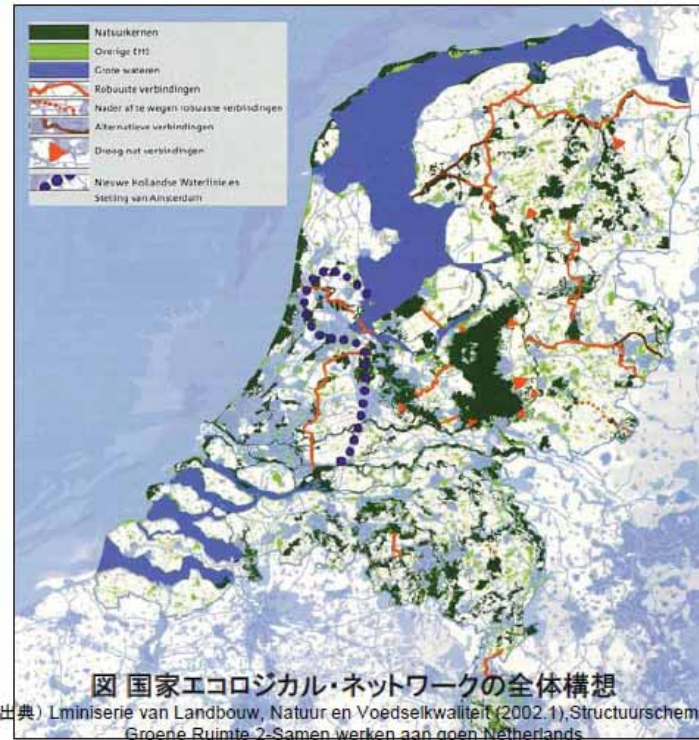 Natuurkernen
Overige EHS
Grote wateren
Robuuste verbindingen
Nader af te wegen robuuste verbindingen
Alternatieve verbindingen
Droog nat verbindingen
Nieuwe Hollandse Waterlinie es
Stelling van Amsterdam
図 国家エコロジカル・ネットワークの全体構想
出典) Lminiserie van Landbouw, Natuur en Voedselkwaliteit (2002.1),Structuurschem
Groene Ruimte 2-Samen werken aan goen Netherlands